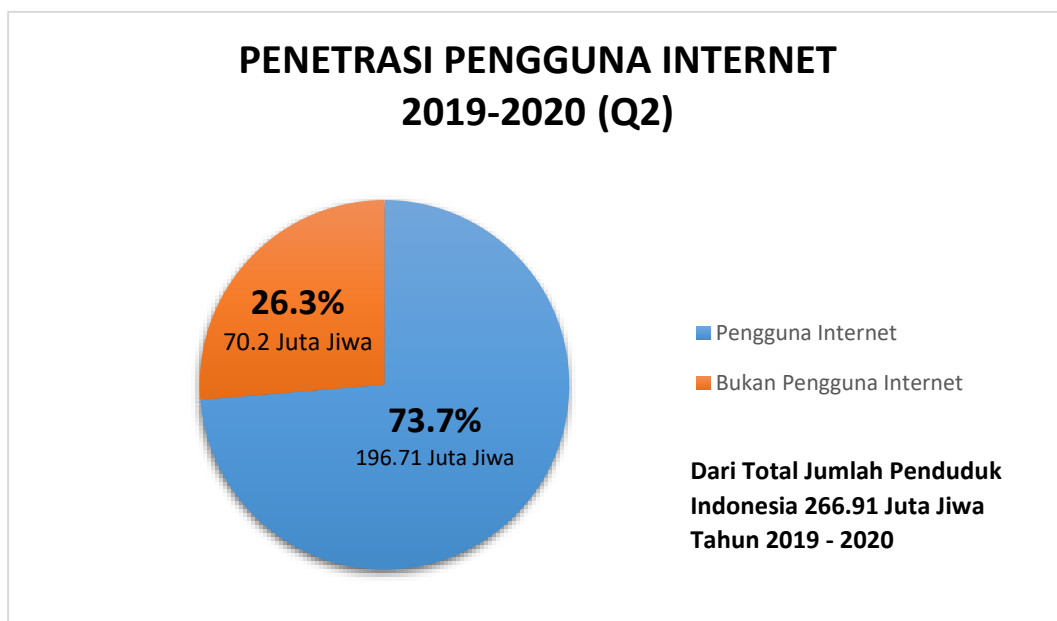 PENETRASI PENGGUNA INTERNET
2019-2020 (Q2)
26.3%
70.2 Juta Jiwa
73.7%
196.71 Juta Jiwa
Pengguna Internet
Bukan Pengguna Internet
Dari Total Jumlah Penduduk
Indonesia 266.91 Juta Jiwa
Tahun 2019 - 2020